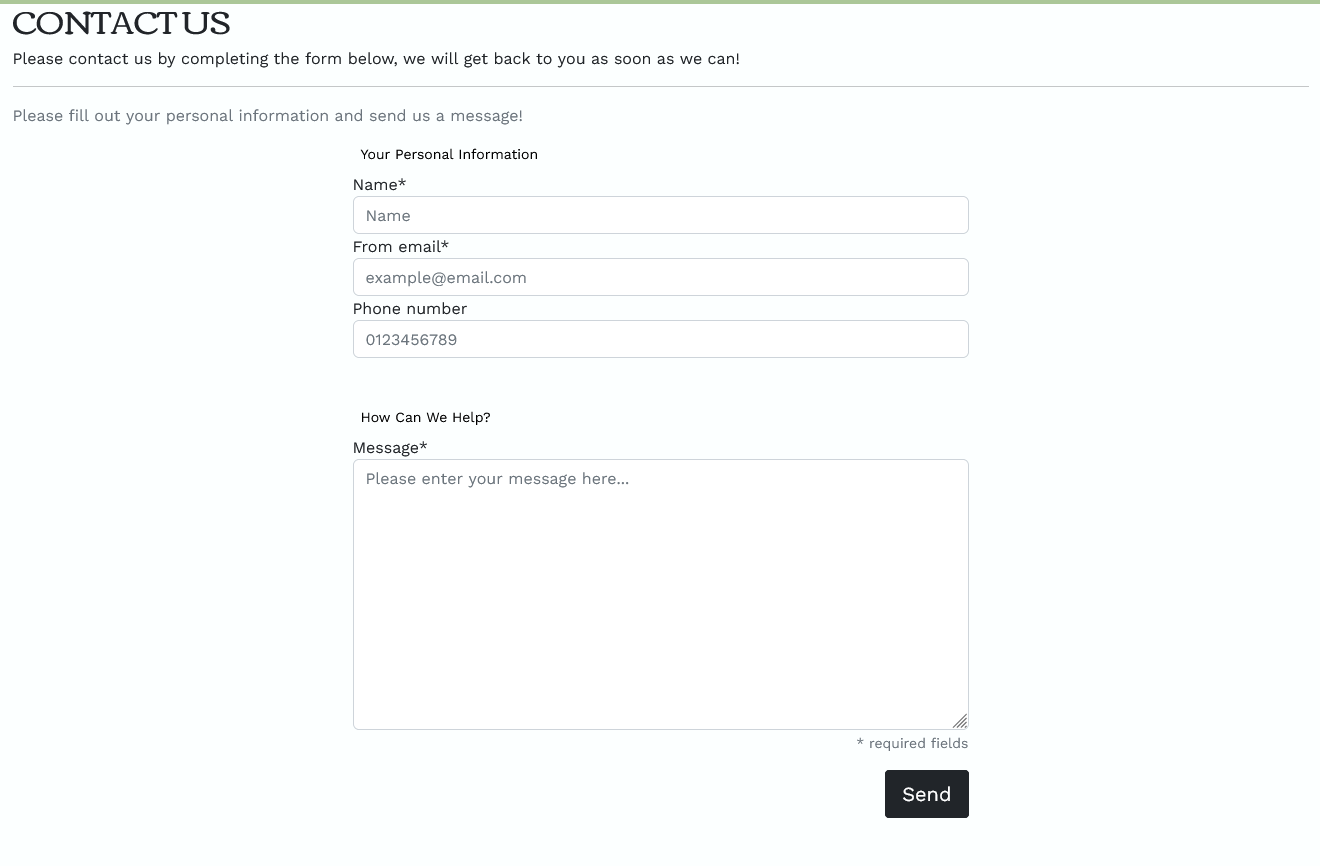 CONTACT US
Please contact us by completing the form below, we will get back to you as soon as we can!
Please fill out your personal information and send us a message!
Your Personal Information
Name*
Name
From email*
example@email.com
Phone number
0123456789
How Can We Help?
Message*
Please enter your message here...
* required fields
Send